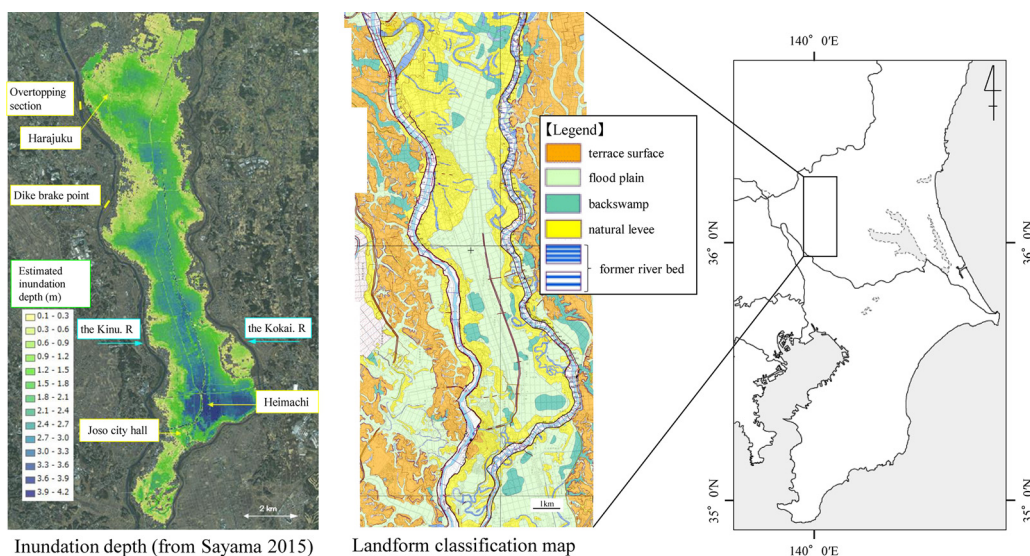 Overtopping
section
Harajuku
Dike brake point
Estimated
inundation
depth (m)
0.1 - 0.3
0.3 - 0.6
0.6 - 0.9
0.9 - 1.2
1.2 - 1.5
1.5 - 1.8
1.8 - 2.1
2.1 - 2.4
2.4 - 2.7
2.7 - 3.0
3.0 - 3.3
3.3 - 3.6
3.6 - 3.9
3.9 - 4.2
the Kinu. R
the Kokai. R
Heimachi
Joso city hall
2 km
Inundation depth (from Sayama 2015)
【Legend】
terrace surface
flood plain
backswamp
natural levee
former river bed
1km
Landform classification map
140° 0′E
36° 0′N
36° 0′N
35° 0′N
35° 0′N
140° 0′E